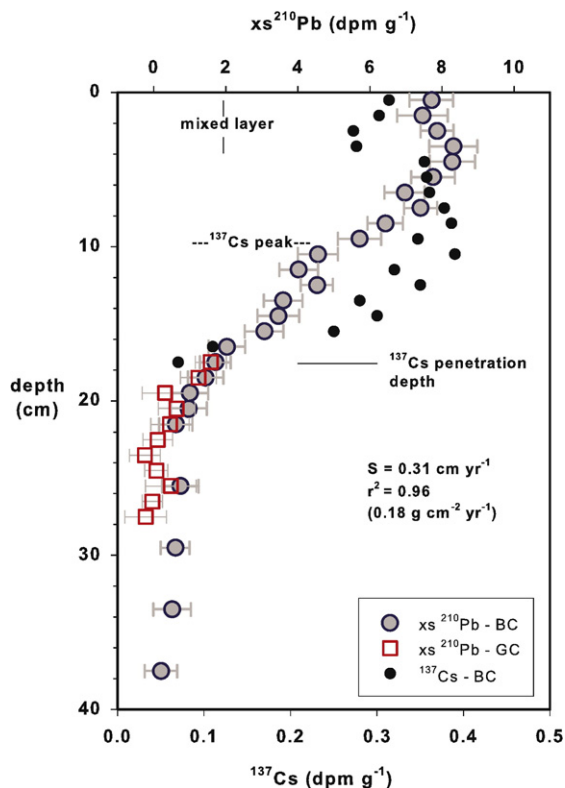 xs²¹⁰Pb (dpm g⁻¹)
0 2 4 6 8 10
0
mixed layer
---¹³⁷Cs peak---
10
¹³⁷Cs penetration
depth
depth
(cm)
20
S = 0.31 cm yr⁻¹
r² = 0.96
(0.18 g cm⁻² yr⁻¹)
30
xs ²¹⁰Pb - BC
xs ²¹⁰Pb - GC
¹³⁷Cs - BC
40
0.0 0.1 0.2 0.3 0.4 0.5
¹³⁷Cs (dpm g⁻¹)